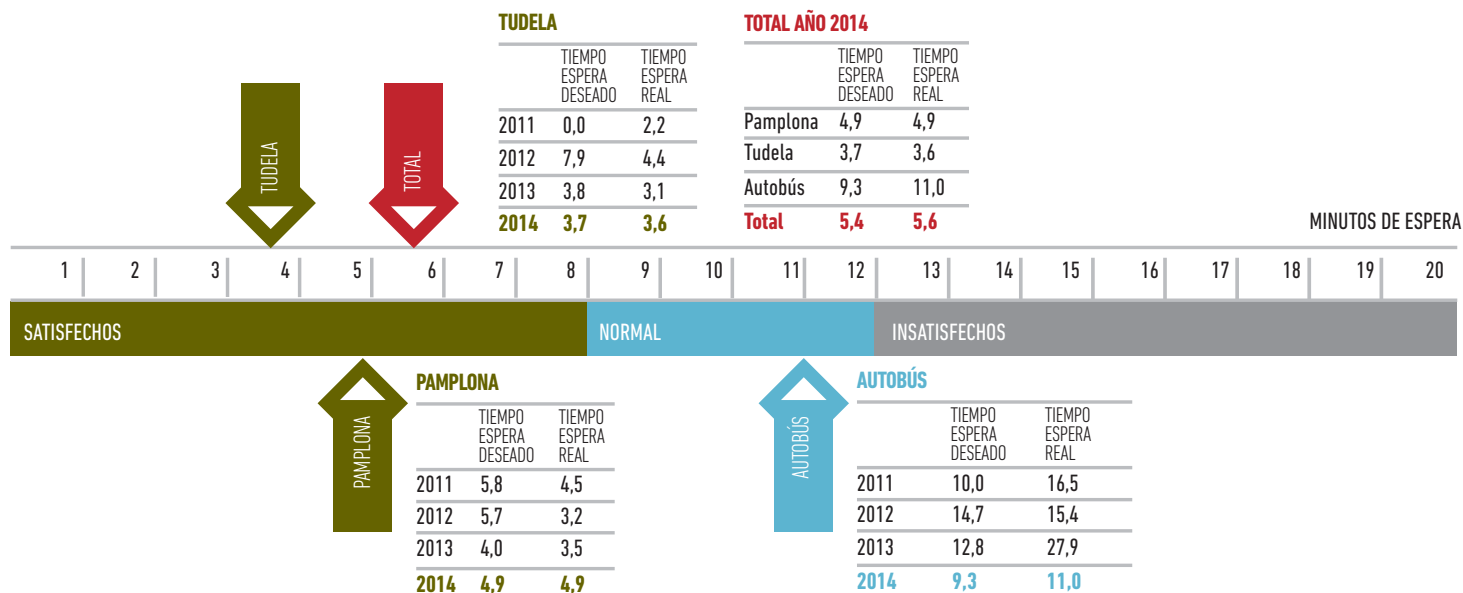 TUDELA
TIEMPO ESPERA DESEADO TIEMPO ESPERA REAL
2011 0,0 2,2
2012 7,9 4,4
2013 3,8 3,1
2014 3,7 3,6
TOTAL AÑO 2014
TIEMPO ESPERA DESEADO TIEMPO ESPERA REAL
Pamplona 4,9 4,9
Tudela 3,7 3,6
Autobús 9,3 11,0
Total 5,4 5,6
TUDELA
TOTAL
MINUTOS DE ESPERA
1 2 3 4 5 6 7 8 9 10 11 12 13 14 15 16 17 18 19 20
SATISFECHOS NORMAL INSATISFECHOS
PAMPLONA
PAMPLONA
TIEMPO ESPERA DESEADO TIEMPO ESPERA REAL
2011 5,8 4,5
2012 5,7 3,2
2013 4,0 3,5
2014 4,9 4,9
AUTOBÚS
AUTOBÚS
TIEMPO ESPERA DESEADO TIEMPO ESPERA REAL
2011 10,0 16,5
2012 14,7 15,4
2013 12,8 27,9
2014 9,3 11,0